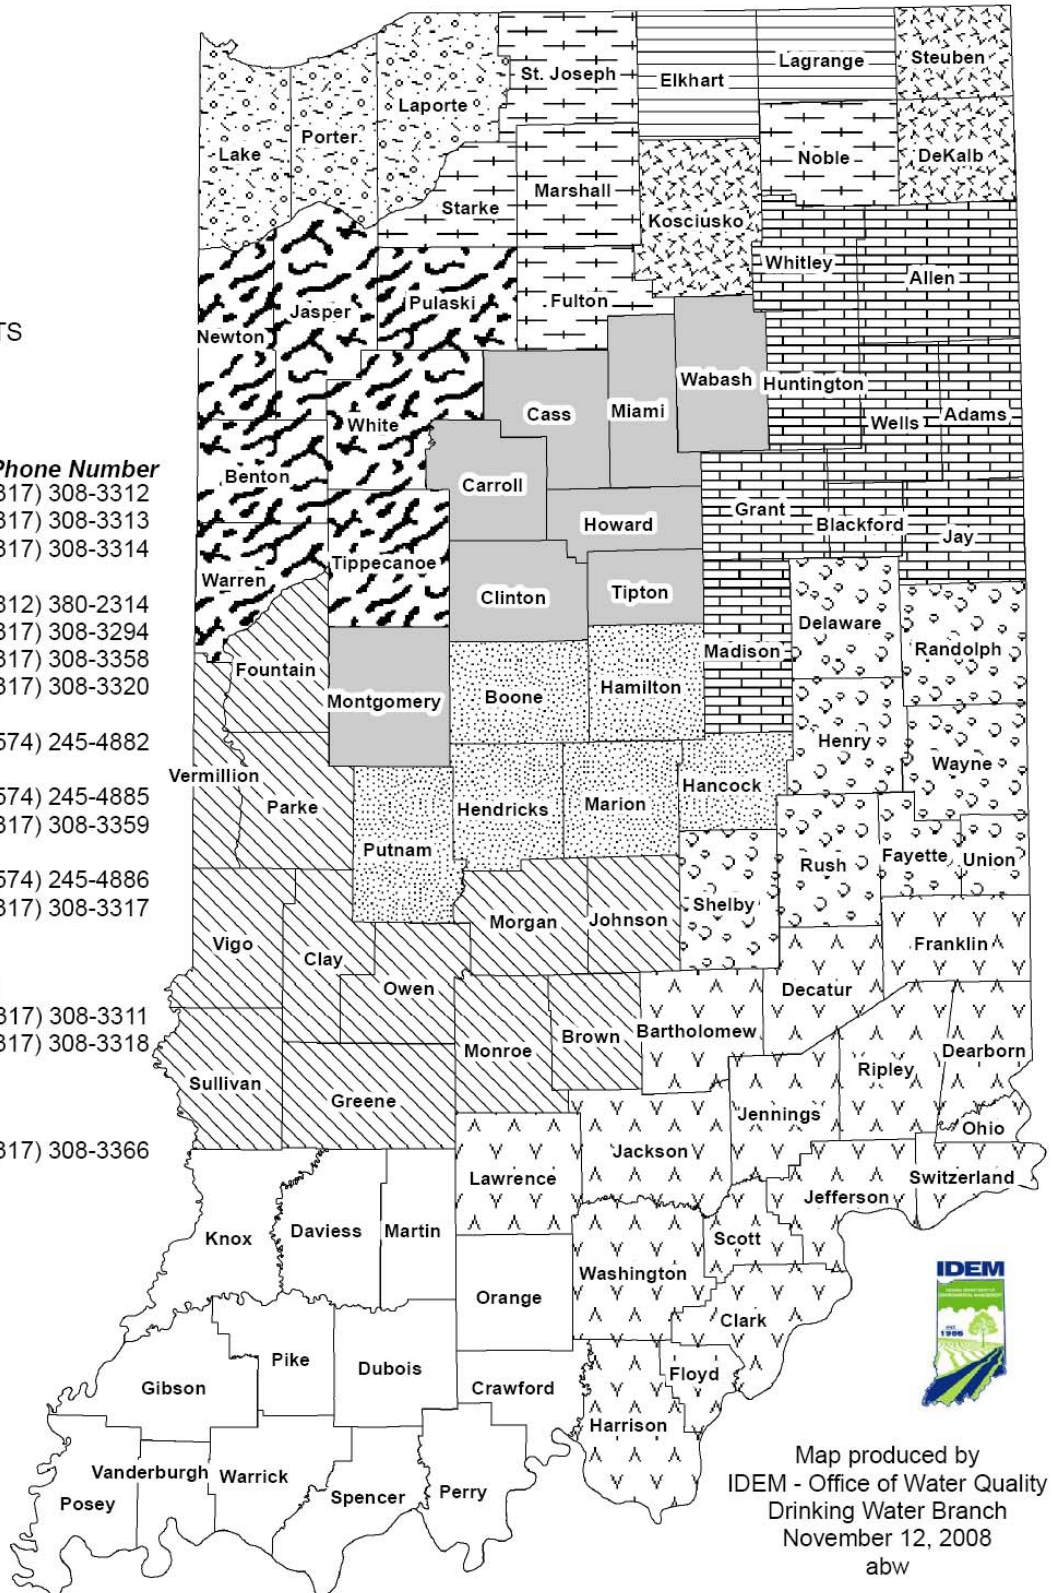 TS
Phone Number
317) 308-3312
317) 308-3313
317) 308-3314
312) 380-2314
317) 308-3294
317) 308-3358
317) 308-3320
574) 245-4882
574) 245-4885
317) 308-3359
574) 245-4886
317) 308-3317
317) 308-3311
317) 308-3318
317) 308-3366
Lake
Porter
Laporte
St. Joseph
Elkhart
Lagrange
Steuben
Noble
DeKalb
Starke
Marshall
Kosciusko
Whitley
Allen
Newton
Jasper
Pulaski
Fulton
Cass
Miami
Wabash
Huntington
Wells
Adams
White
Benton
Carroll
Howard
Grant
Blackford
Jay
Warren
Tippecanoe
Clinton
Tipton
Madison
Delaware
Randolph
Fountain
Montgomery
Boone
Hamilton
Henry
Wayne
Vermillion
Parke
Putnam
Hendricks
Marion
Hancock
Rush
Fayette
Union
Vigo
Clay
Owen
Morgan
Johnson
Shelby
Decatur
Franklin
Sullivan
Greene
Monroe
Brown
Bartholomew
Jennings
Ripley
Dearborn
Ohio
Knox
Daviess
Martin
Lawrence
Jackson
Jefferson
Switzerland
Orange
Washington
Scott
Clark
Gibson
Pike
Dubois
Crawford
Floyd
Harrison
Posey
Vanderburgh
Warrick
Spencer
Perry
IDEM
EST.
1986
Map produced by
IDEM - Office of Water Quality
Drinking Water Branch
November 12, 2008
abw